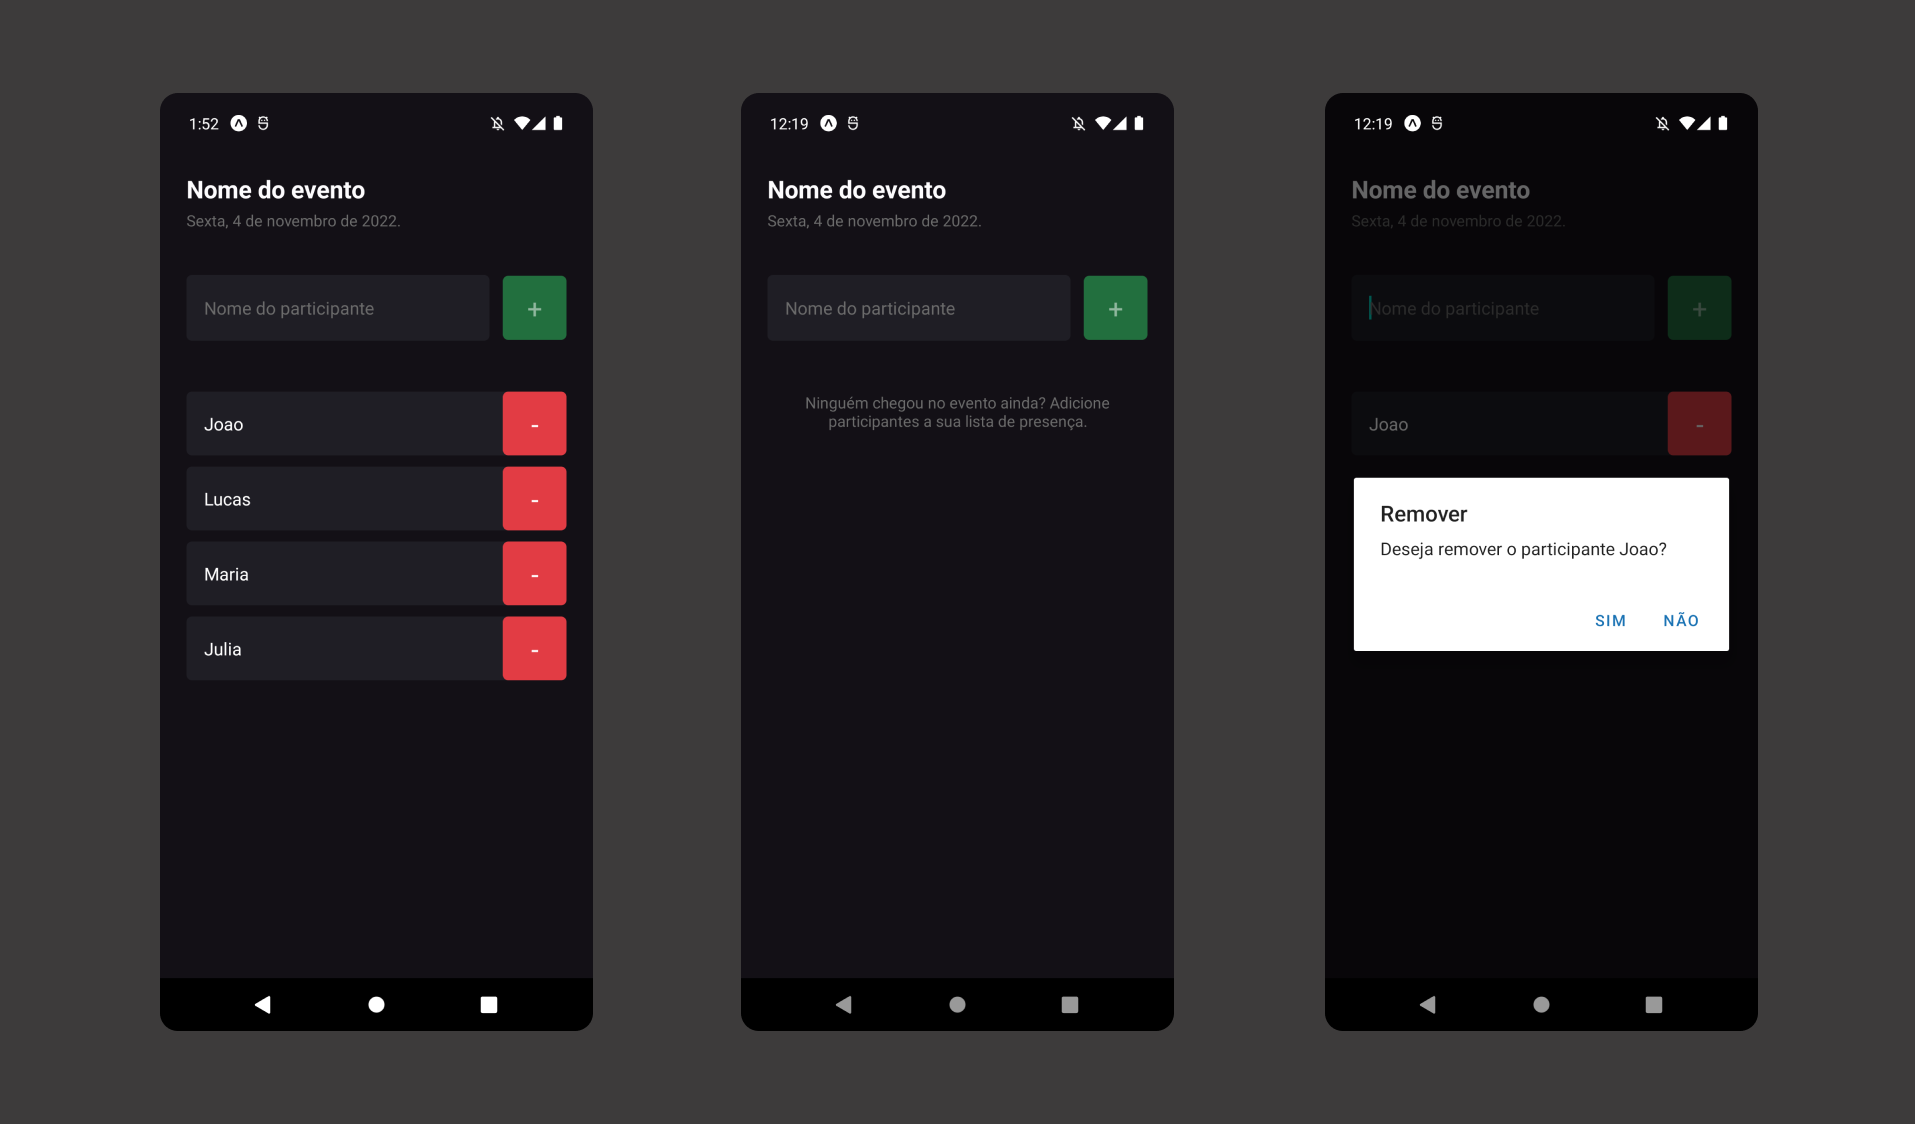 1:52
Nome do evento
Sexta, 4 de novembro de 2022.
Nome do participante
+
Joao
-
Lucas
-
Maria
-
Julia
-
12:19
Nome do evento
Sexta, 4 de novembro de 2022.
Nome do participante
+
Ninguém chegou no evento ainda? Adicione
participantes a sua lista de presença.
12:19
Nome do evento
Sexta, 4 de novembro de 2022.
Nome do participante
+
Joao
-
Remover
Deseja remover o participante Joao?
SIM NÃO